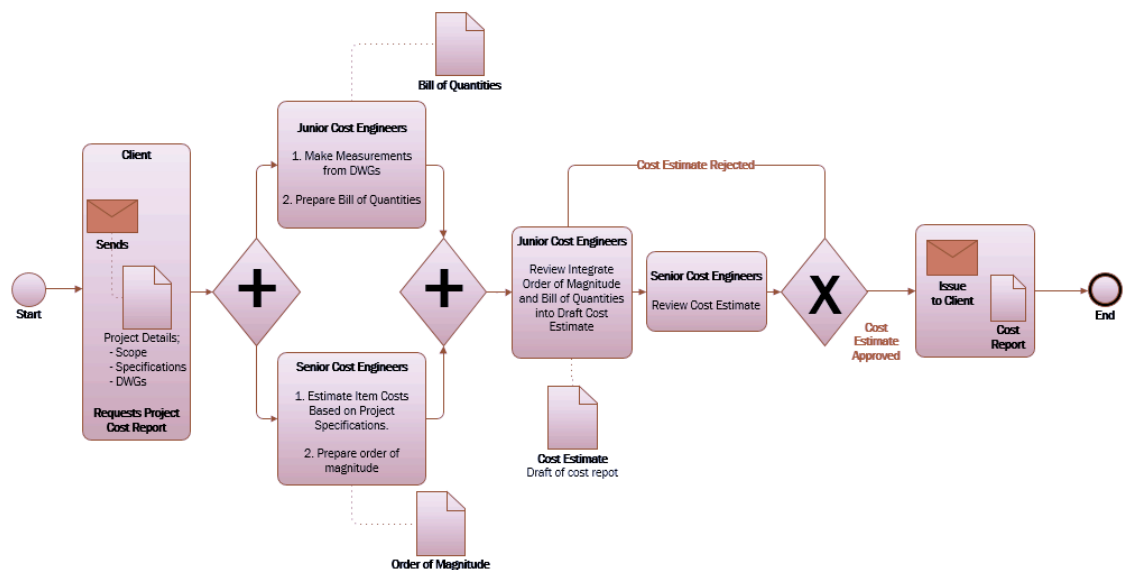 Bill of Quantities
Junior Cost Engineers
1. Make Measurements
from DWGs
2. Prepare Bill of Quantities
Client
Sends
Project Details;
- Scope
- Specifications
- DWGs
Requests Project
Cost Report
Start
+
Senior Cost Engineers
1. Estimate Item Costs
Based on Project
Specifications.
2. Prepare order of
magnitude
Order of Magnitude
+
Cost Estimate Rejected
Junior Cost Engineers
Review Integrate
Order of Magnitude
and Bill of Quantities
into Draft Cost
Estimate
Cost Estimate
Draft of cost repot
Senior Cost Engineers
Review Cost Estimate
X
Cost
Estimate
Approved
Issue
to Client
Cost
Report
End